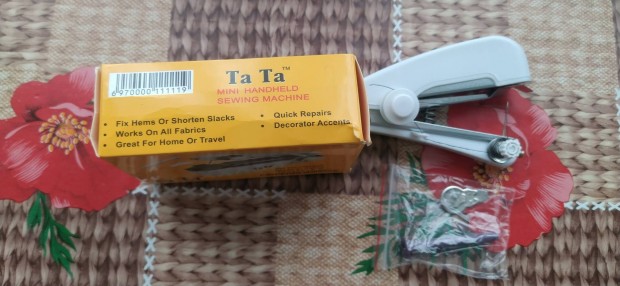 6970000111119
Ta Ta™
MINI HANDHELD
SEWING MACHINE
• Fix Hems Or Shorten Slacks
• Works On All Fabrics
• Great For Home Or Travel
• Quick Repairs
• Decorator Accents